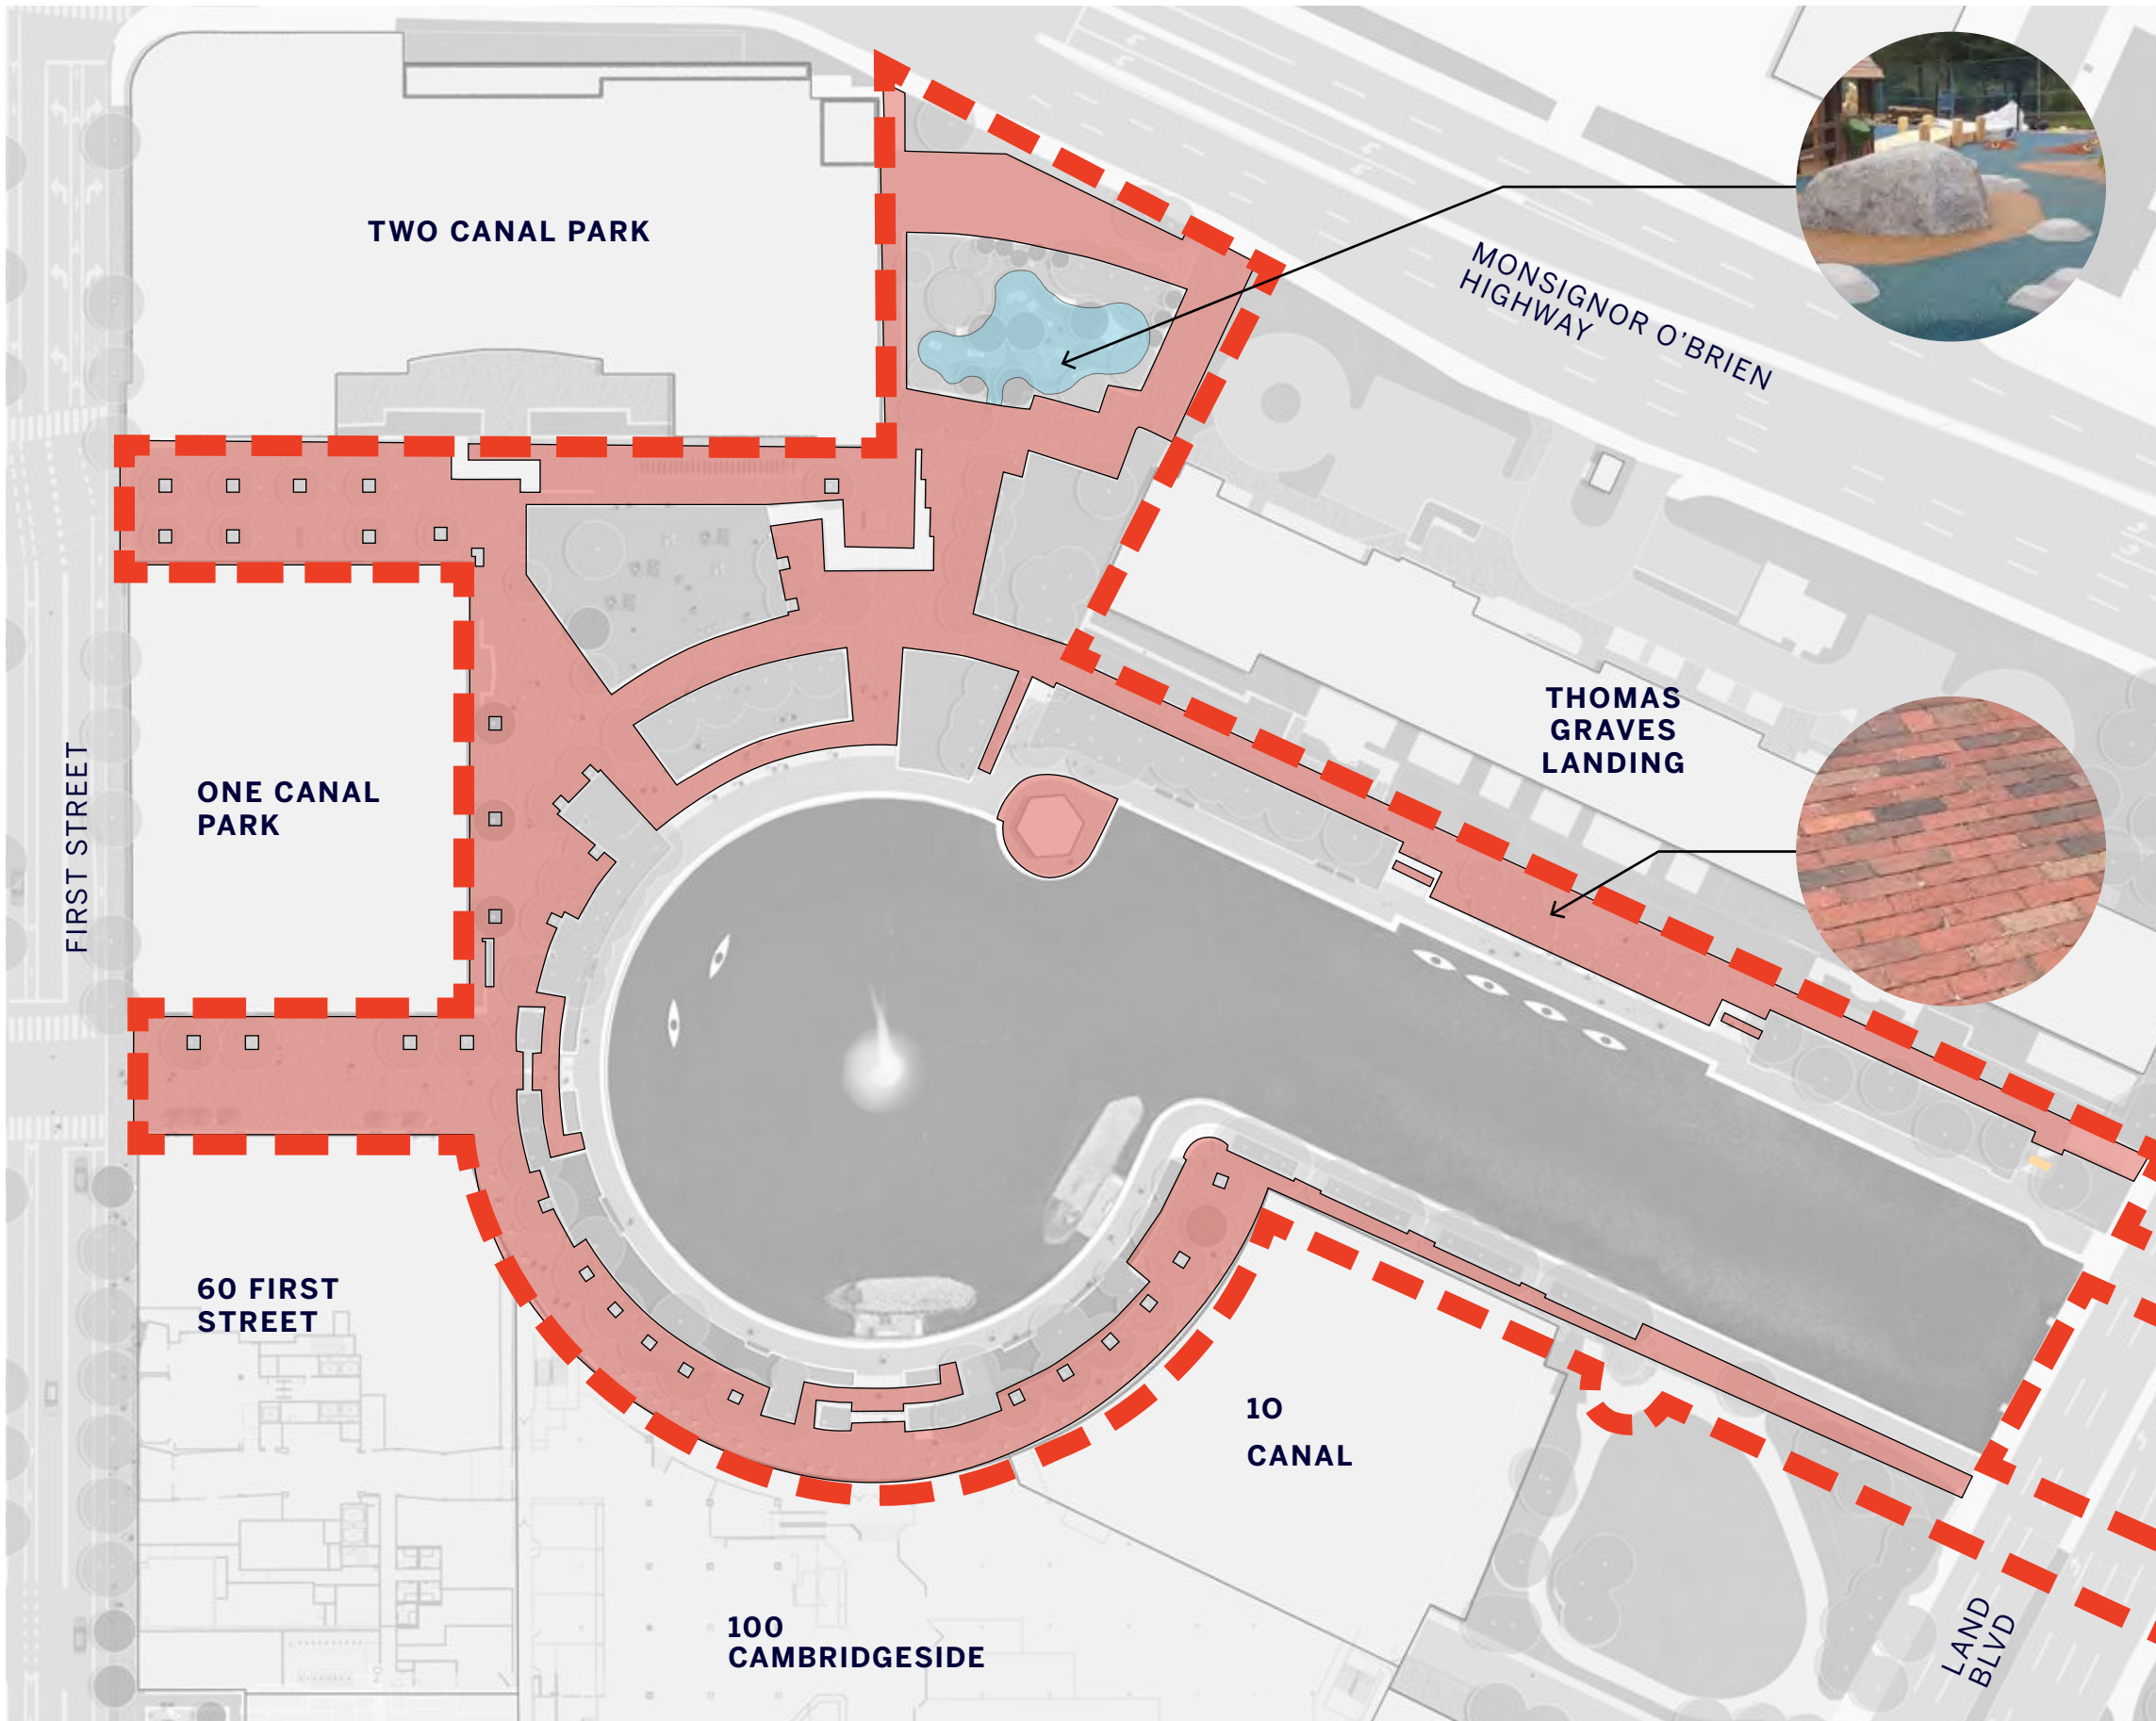 TWO CANAL PARK
MONSIGNOR O'BRIEN
HIGHWAY
THOMAS
GRAVES
LANDING
FIRST STREET
ONE CANAL
PARK
60 FIRST
STREET
10
CANAL
100
CAMBRIDGESIDE
LAND
BLVD